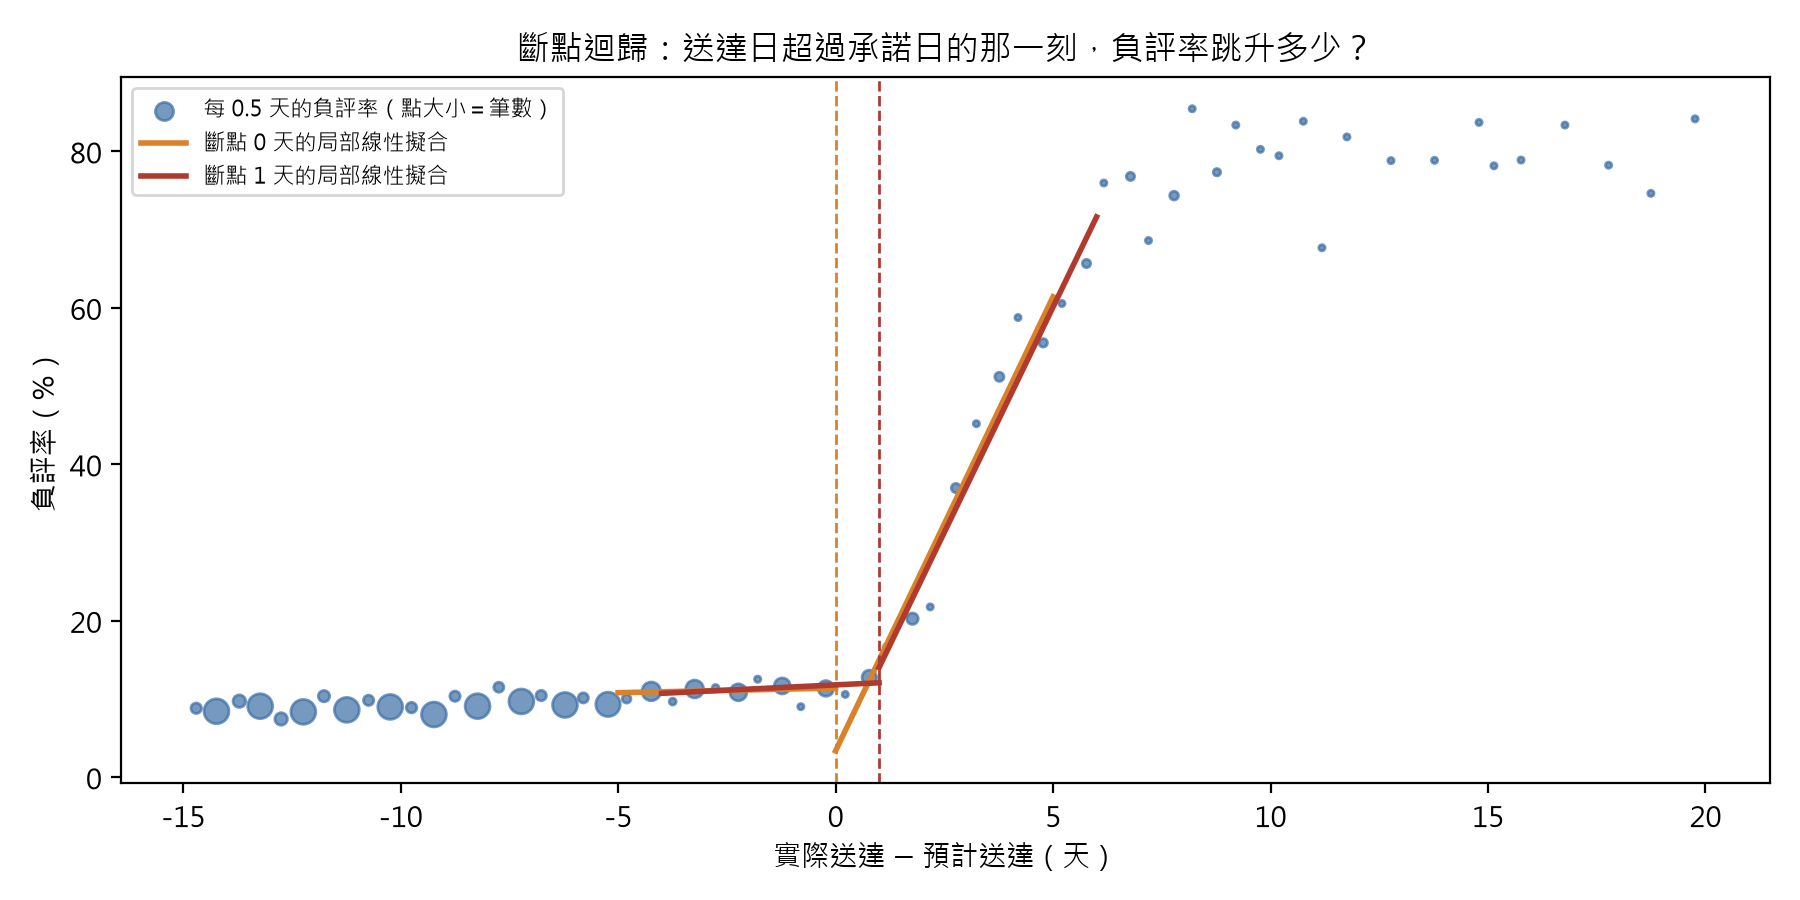 斷點迴歸：送達日超過承諾日的那一刻，負評率跳升多少？
每 0.5 天的負評率（點大小＝筆數）
斷點 0 天的局部線性擬合
斷點 1 天的局部線性擬合
負評率（%）
80
60
40
20
0
-15 -10 -5 0 5 10 15 20
實際送達 − 預計送達（天）